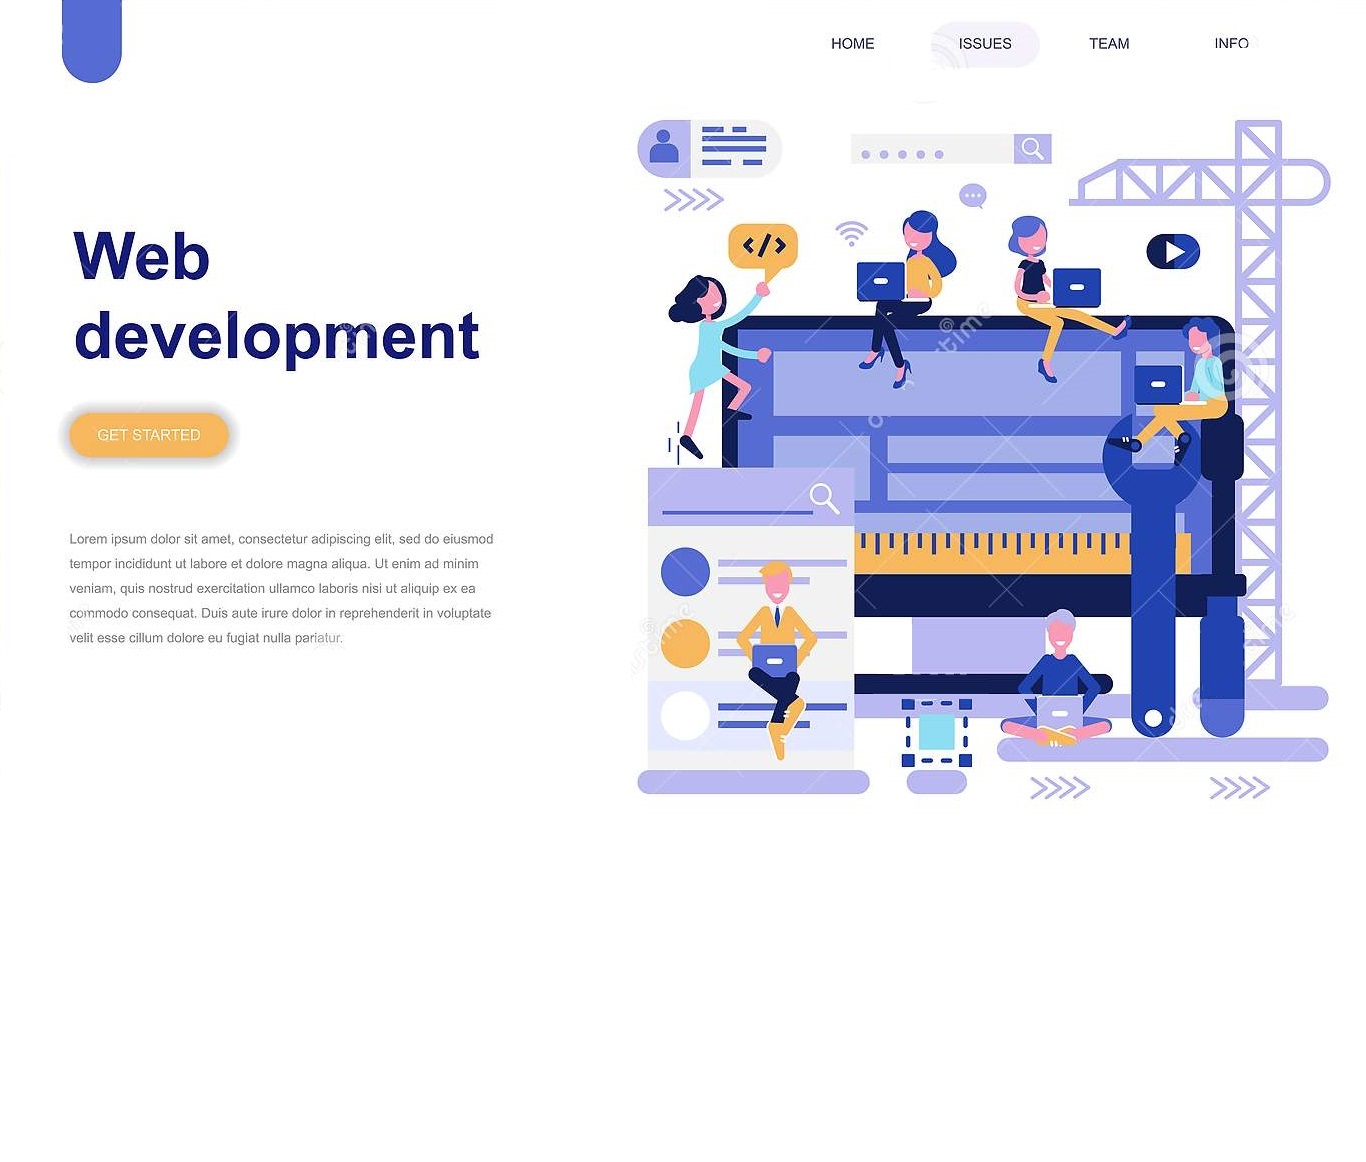 HOME ISSUES TEAM INFO
</>
Web
development
GET STARTED
Lorem ipsum dolor sit amet, consectetur adipiscing elit, sed do eiusmod
tempor incididunt ut labore et dolore magna aliqua. Ut enim ad minim
veniam, quis nostrud exercitation ullamco laboris nisi ut aliquip ex ea
commodo consequat. Duis aute irure dolor in reprehenderit in voluptate
velit esse cillum dolore eu fugiat nulla pariatur.